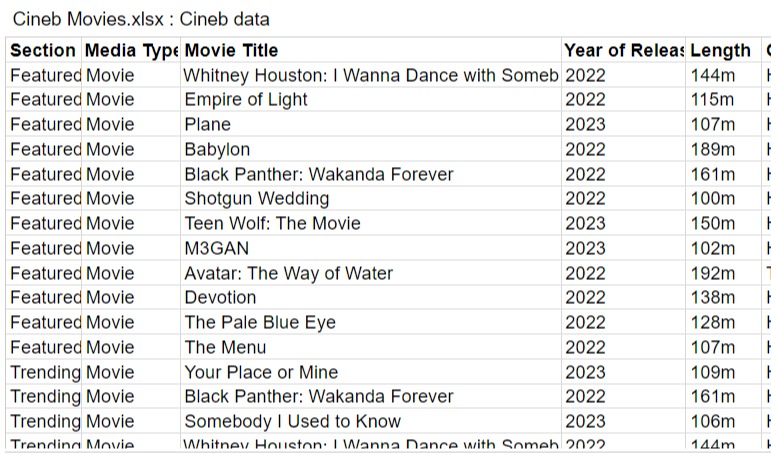 Cineb Movies.xlsx : Cineb data
Section Media Type Movie Title Year of Releas Length
Featured Movie Whitney Houston: I Wanna Dance with Someb 2022 144m
Featured Movie Empire of Light 2022 115m
Featured Movie Plane 2023 107m
Featured Movie Babylon 2022 189m
Featured Movie Black Panther: Wakanda Forever 2022 161m
Featured Movie Shotgun Wedding 2022 100m
Featured Movie Teen Wolf: The Movie 2023 150m
Featured Movie M3GAN 2023 102m
Featured Movie Avatar: The Way of Water 2022 192m
Featured Movie Devotion 2022 138m
Featured Movie The Pale Blue Eye 2022 128m
Featured Movie The Menu 2022 107m
Trending Movie Your Place or Mine 2023 109m
Trending Movie Black Panther: Wakanda Forever 2022 161m
Trending Movie Somebody I Used to Know 2023 106m
Trending Movie Whitney Houston: I Wanna Dance with Someb 2022 144m